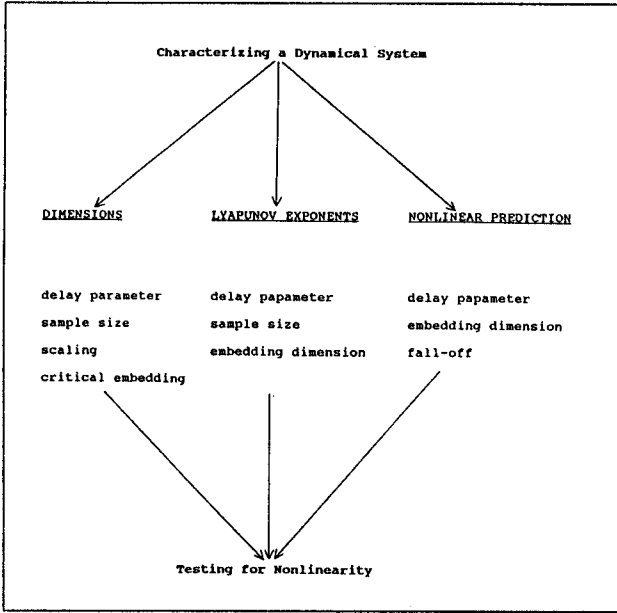 Characterizing a Dynamical System
DIMENSIONS
LYAPUNOV EXPONENTS
NONLINEAR PREDICTION
delay parameter
sample size
scaling
critical embedding
delay papameter
sample size
embedding dimension
delay papameter
embedding dimension
fall-off
Testing for Nonlinearity